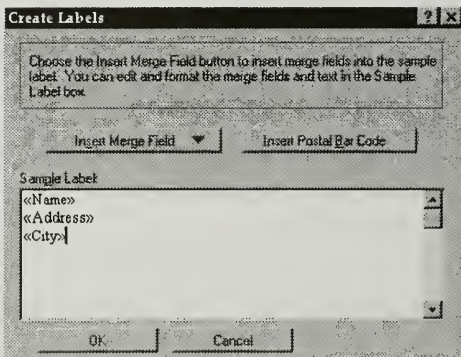 Create Labels
Choose the Insert Merge Field button to insert merge fields into the sample
label. You can edit and format the merge fields and text in the Sample
Label box.
Insert Merge Field
Insert Postal Bar Code
Sample Label:
«Name»
«Address»
«City»
OK
Cancel